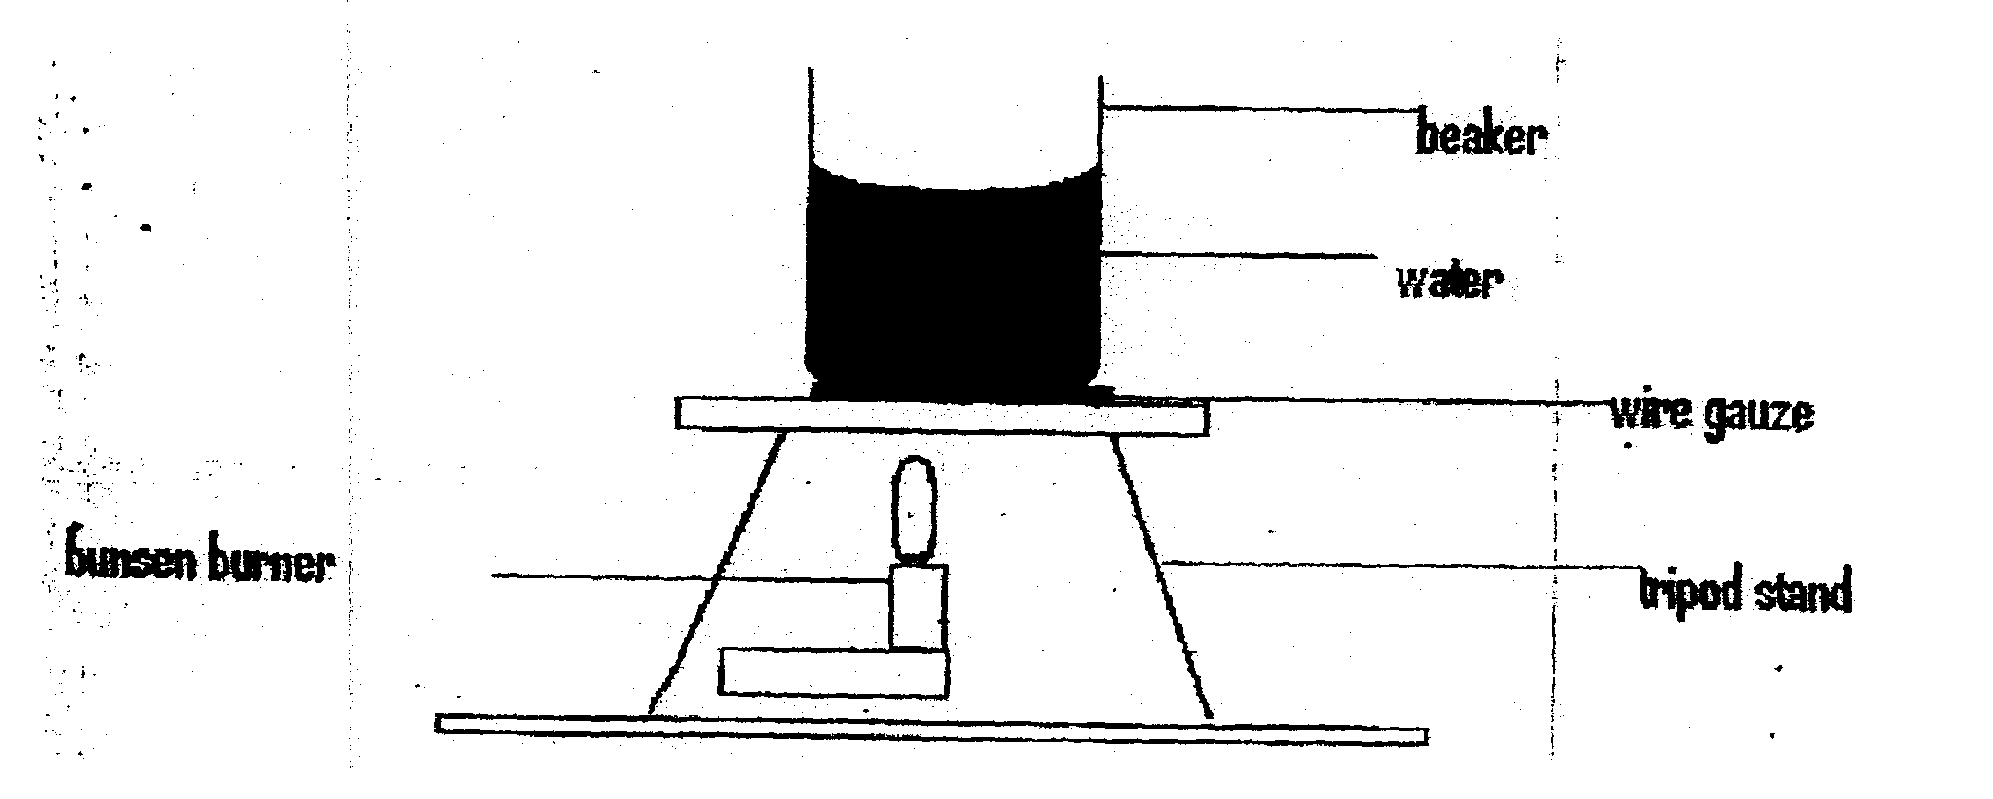 beaker
water
wire gauze
bunsen burner
tripod stand